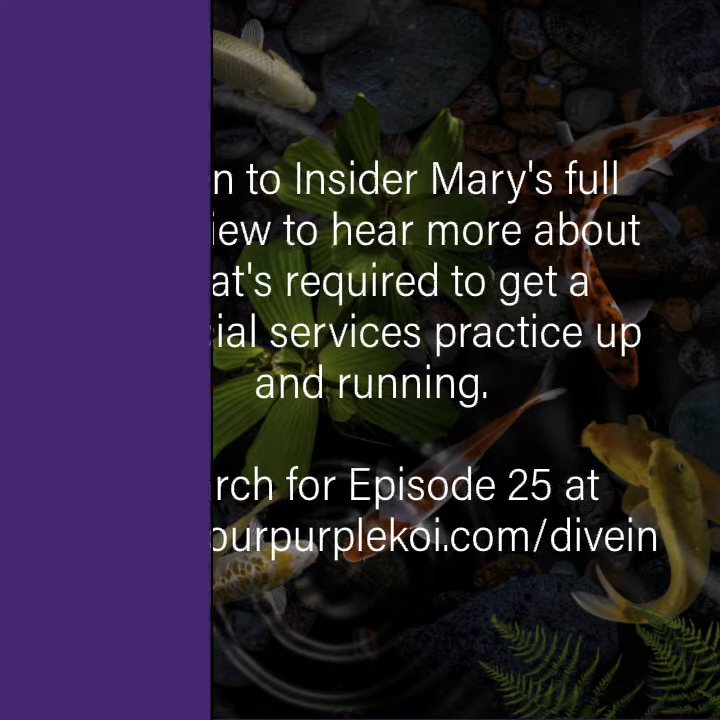 n to Insider Mary's full
iew to hear more about
at's required to get a
ial services practice up
and running.
rch for Episode 25 at
ourpurplekoi.com/divein